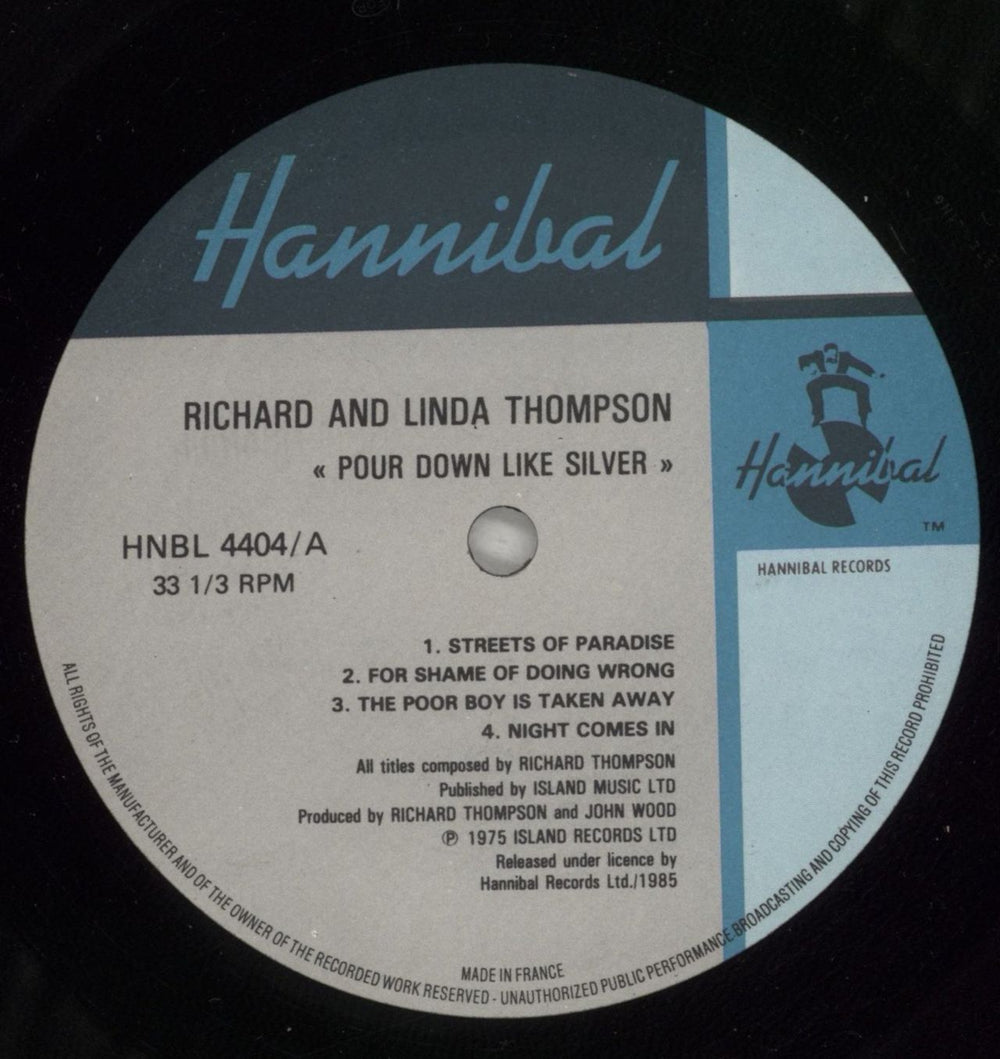 Hannibal
RICHARD AND LINDA THOMPSON
« POUR DOWN LIKE SILVER »
Hannibal
TM
HNBL 4404/A
33 1/3 RPM
HANNIBAL RECORDS
1. STREETS OF PARADISE
2. FOR SHAME OF DOING WRONG
3. THE POOR BOY IS TAKEN AWAY
4. NIGHT COMES IN
All titles composed by RICHARD THOMPSON
Published by ISLAND MUSIC LTD
Produced by RICHARD THOMPSON and JOHN WOOD
℗ 1975 ISLAND RECORDS LTD
Released under licence by
Hannibal Records Ltd./1985
MADE IN FRANCE
ALL RIGHTS OF THE MANUFACTURER AND OF THE OWNER OF THE RECORDED WORK RESERVED - UNAUTHORIZED PUBLIC PERFORMANCE BROADCASTING AND COPYING OF THIS RECORD PROHIBITED